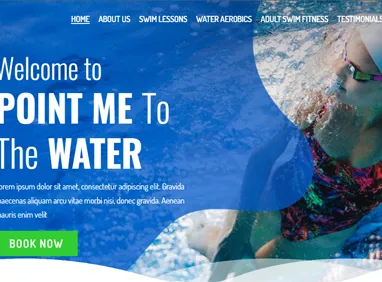 HOME ABOUT US SWIM LESSONS WATER AEROBICS ADULT SWIM FITNESS TESTIMONIALS
Welcome to
POINT ME To
The WATER
orem ipsum dolor sit amet, consectetur adipiscing elit. Gravida
aecenas aliquam arcu vitae morbi nisi, donec gravida. Aenean
auris enim velit
BOOK NOW